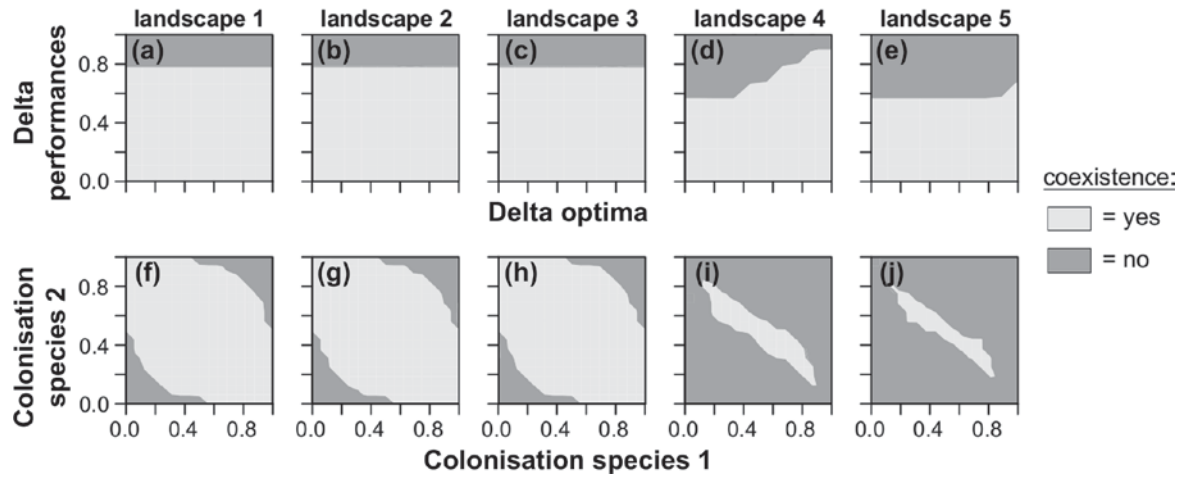 landscape 1 landscape 2 landscape 3 landscape 4 landscape 5
(a) (b) (c) (d) (e)
Delta
performances
0.8
0.4
0.0
Delta optima
coexistence:
= yes
= no
(f) (g) (h) (i) (j)
Colonisation
species 2
0.8
0.4
0.0
0.0 0.4 0.8 0.0 0.4 0.8 0.0 0.4 0.8 0.0 0.4 0.8 0.0 0.4 0.8
Colonisation species 1